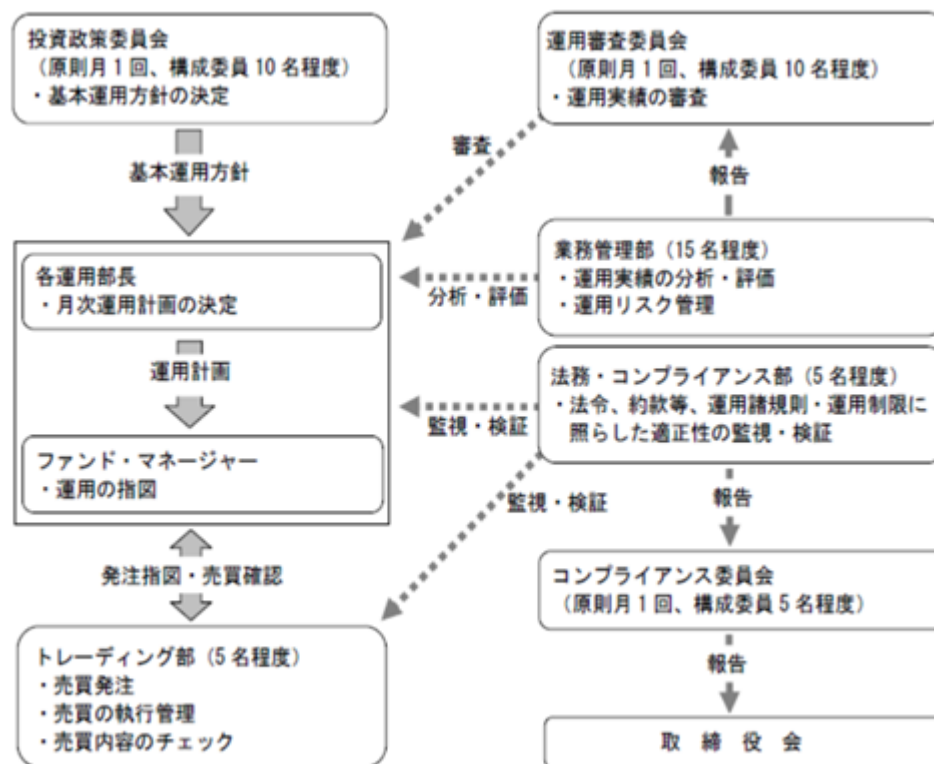 投資政策委員会
（原則月1回、構成委員10名程度）
・基本運用方針の決定
基本運用方針
各運用部長
・月次運用計画の決定
運用計画
ファンド・マネージャー
・運用の指図
発注指図・売買確認
トレーディング部（5名程度）
・売買発注
・売買の執行管理
・売買内容のチェック
運用審査委員会
（原則月1回、構成委員10名程度）
・運用実績の審査
審査
報告
業務管理部（15名程度）
・運用実績の分析・評価
・運用リスク管理
分析・評価
法務・コンプライアンス部（5名程度）
・法令、約款等、運用諸規則・運用制限に
照らした適正性の監視・検証
監視・検証
監視・検証
報告
コンプライアンス委員会
（原則月1回、構成委員5名程度）
報告
取締役会